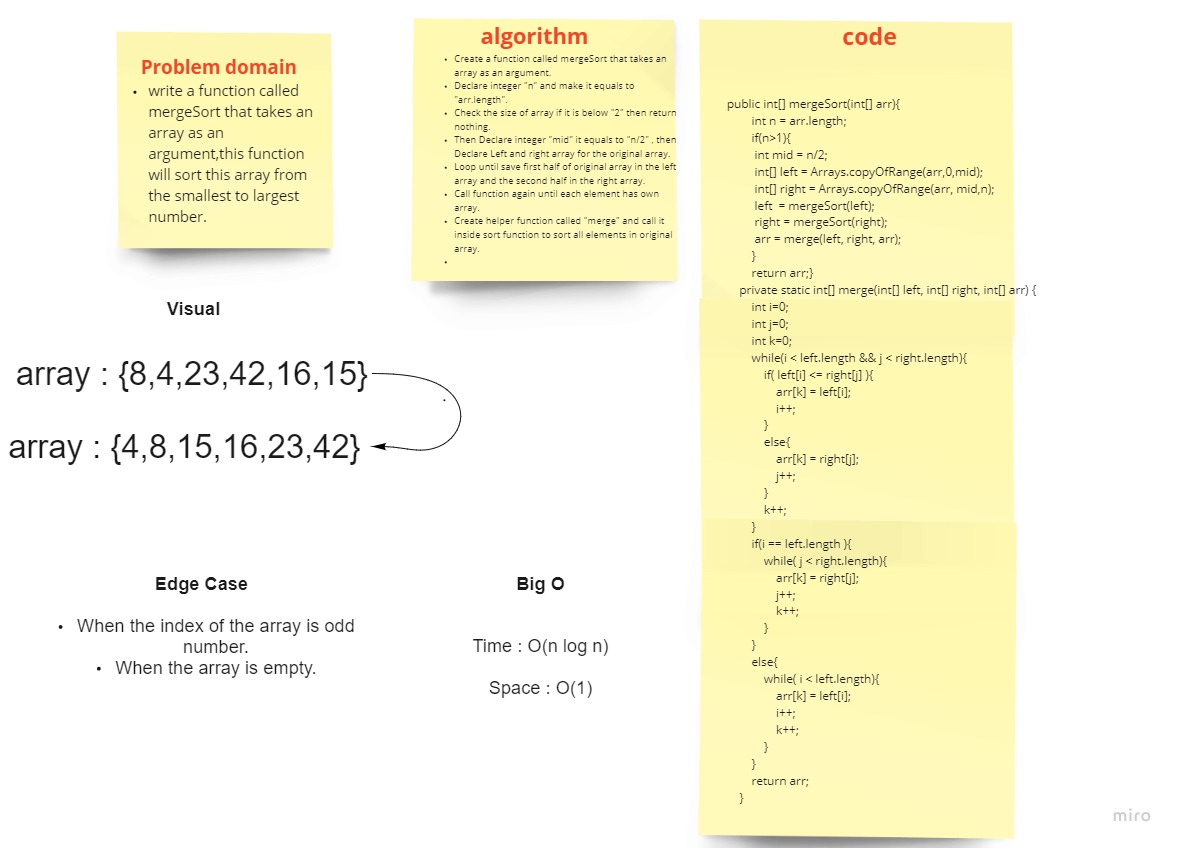 Problem domain
• write a function called
mergeSort that takes an
array as an
argument,this function
will sort this array from
the smallest to largest
number.
algorithm
• Create a function called mergeSort that takes an
array as an argument.
• Declare integer "n" and make it equals to
"arr.length".
• Check the size of array if it is below "2" then return
nothing.
• Then Declare integer "mid" it equals to "n/2" , then
Declare Left and right array for the original array.
• Loop until save first half of original array in the left
array and the second half in the right array.
• Call function again until each element has own
array.
• Create helper function called "merge" and call it
inside sort function to sort all elements in original
array.
•
code
public int[] mergeSort(int[] arr){
int n = arr.length;
if(n>1){
int mid = n/2;
int[] left = Arrays.copyOfRange(arr,0,mid);
int[] right = Arrays.copyOfRange(arr, mid,n);
left = mergeSort(left);
right = mergeSort(right);
arr = merge(left, right, arr);
}
return arr;}
private static int[] merge(int[] left, int[] right, int[] arr) {
int i=0;
int j=0;
int k=0;
while(i < left.length && j < right.length){
if( left[i] <= right[j] ){
arr[k] = left[i];
i++;
}
else{
arr[k] = right[j];
j++;
}
k++;
}
if(i == left.length ){
while( j < right.length){
arr[k] = right[j];
j++;
k++;
}
}
else{
while( i < left.length){
arr[k] = left[i];
i++;
k++;
}
}
return arr;
}
Visual
array : {8,4,23,42,16,15}
array : {4,8,15,16,23,42}
Edge Case
• When the index of the array is odd
number.
• When the array is empty.
Big O
Time : O(n log n)
Space : O(1)
miro